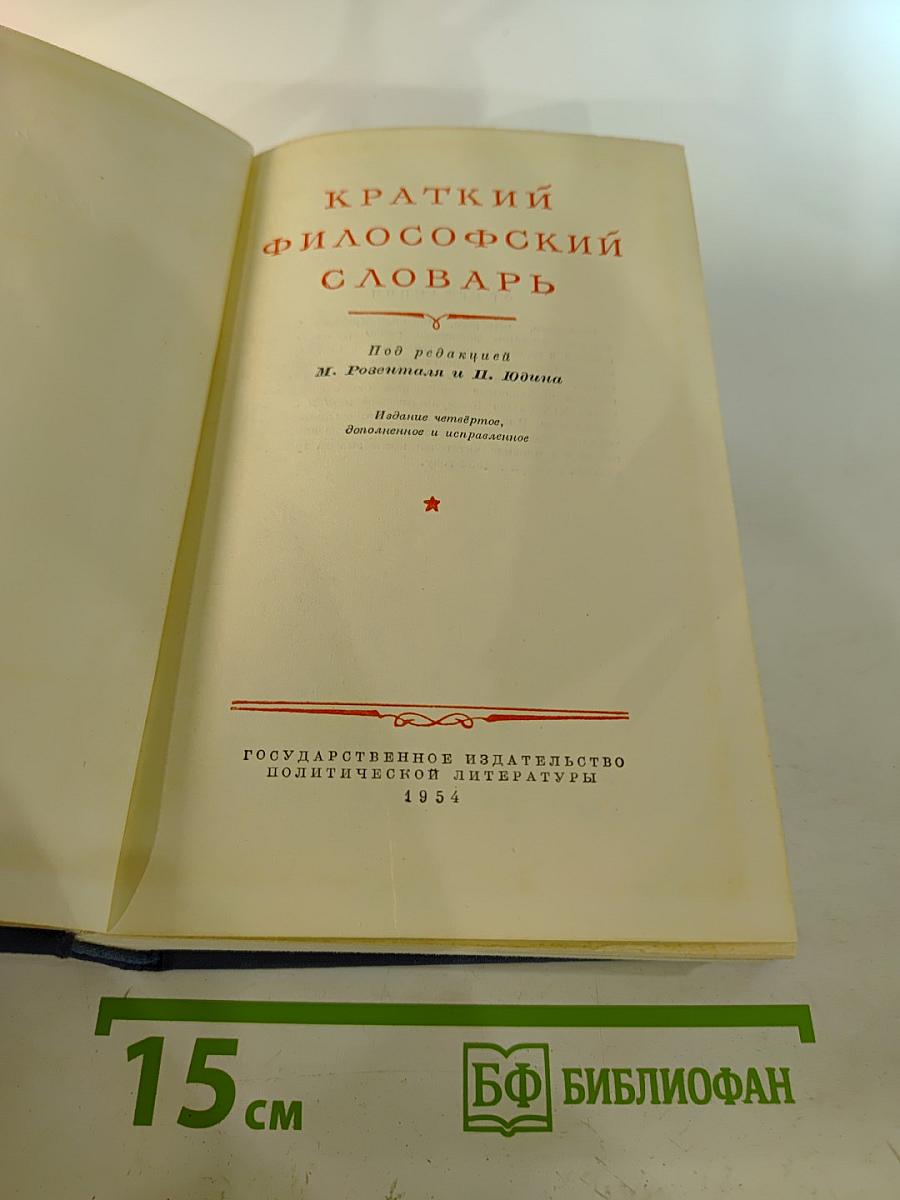 КРАТКИЙ
ФИЛОСОФСКИЙ
СЛОВАРЬ
Под редакцией
М. Розенталя и П. Юдина
Издание четвёртое,
дополненное и исправленное
ГОСУДАРСТВЕННОЕ ИЗДАТЕЛЬСТВО
ПОЛИТИЧЕСКОЙ ЛИТЕРАТУРЫ
1954
15 см
БФ БИБЛИОФАН